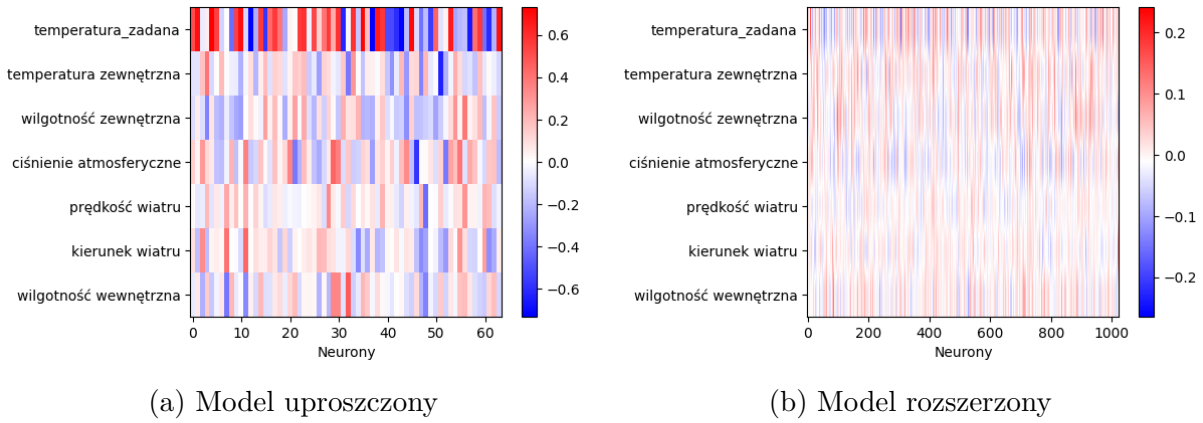 temperatura_zadana
temperatura zewnętrzna
wilgotność zewnętrzna
ciśnienie atmosferyczne
prędkość wiatru
kierunek wiatru
wilgotność wewnętrzna
0 10 20 30 40 50 60
Neurony
0.6
0.4
0.2
0.0
−0.2
−0.4
−0.6
(a) Model uproszczony
temperatura_zadana
temperatura zewnętrzna
wilgotność zewnętrzna
ciśnienie atmosferyczne
prędkość wiatru
kierunek wiatru
wilgotność wewnętrzna
0 200 400 600 800 1000
Neurony
0.2
0.1
0.0
−0.1
−0.2
(b) Model rozszerzony